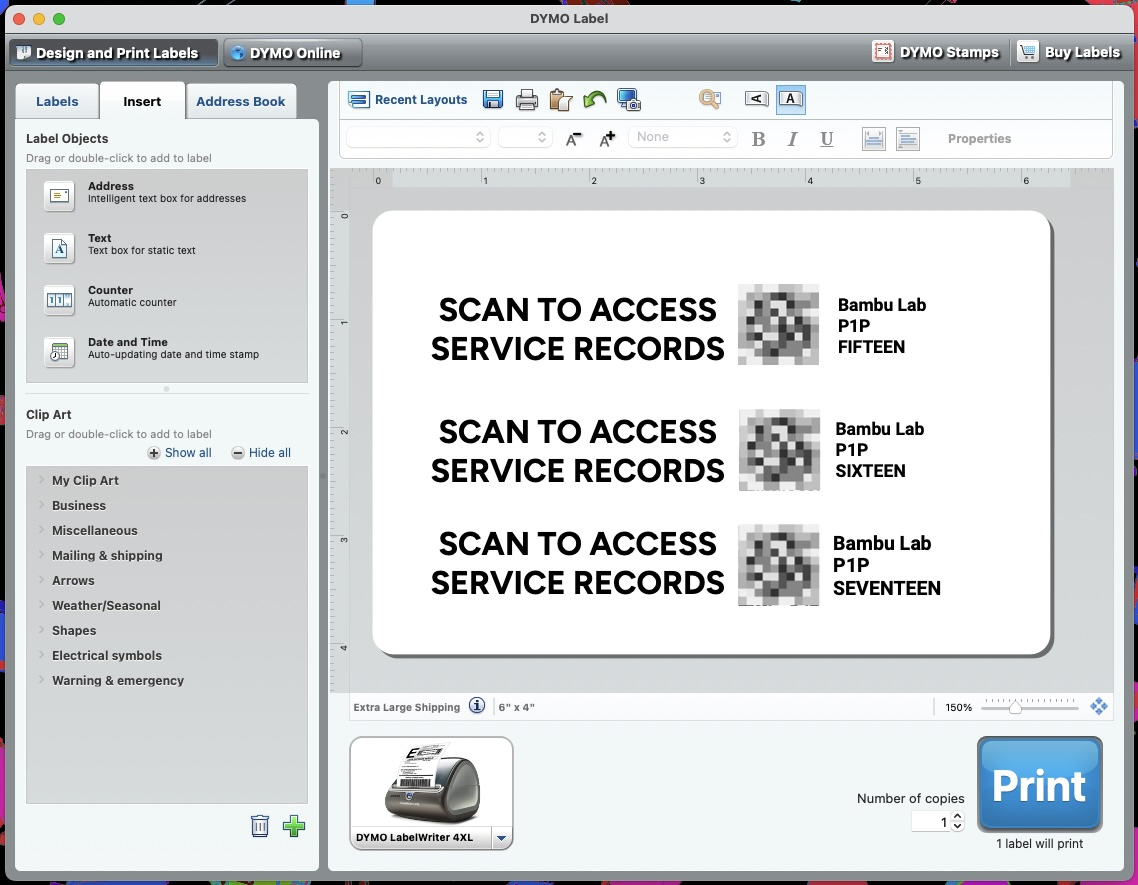 DYMO Label
Design and Print Labels
DYMO Online
DYMO Stamps
Buy Labels
Labels
Insert
Address Book
Label Objects
Drag or double-click to add to label
Address
Intelligent text box for addresses
A
Text
Text box for static text
Counter
Automatic counter
Date and Time
Auto-updating date and time stamp
Clip Art
Drag or double-click to add to label
Show all
Hide all
My Clip Art
Business
Miscellaneous
Mailing & shipping
Arrows
Weather/Seasonal
Shapes
Electrical symbols
Warning & emergency
Recent Layouts
A
A
A-
A+
None
B
I
U
Properties
0
1
2
3
4
5
6
0
1
2
3
4
SCAN TO ACCESS
SERVICE RECORDS
Bambu Lab
P1P
FIFTEEN
SCAN TO ACCESS
SERVICE RECORDS
Bambu Lab
P1P
SIXTEEN
SCAN TO ACCESS
SERVICE RECORDS
Bambu Lab
P1P
SEVENTEEN
Extra Large Shipping
6" x 4"
150%
DYMO LabelWriter 4XL
Number of copies
1
Print
1 label will print